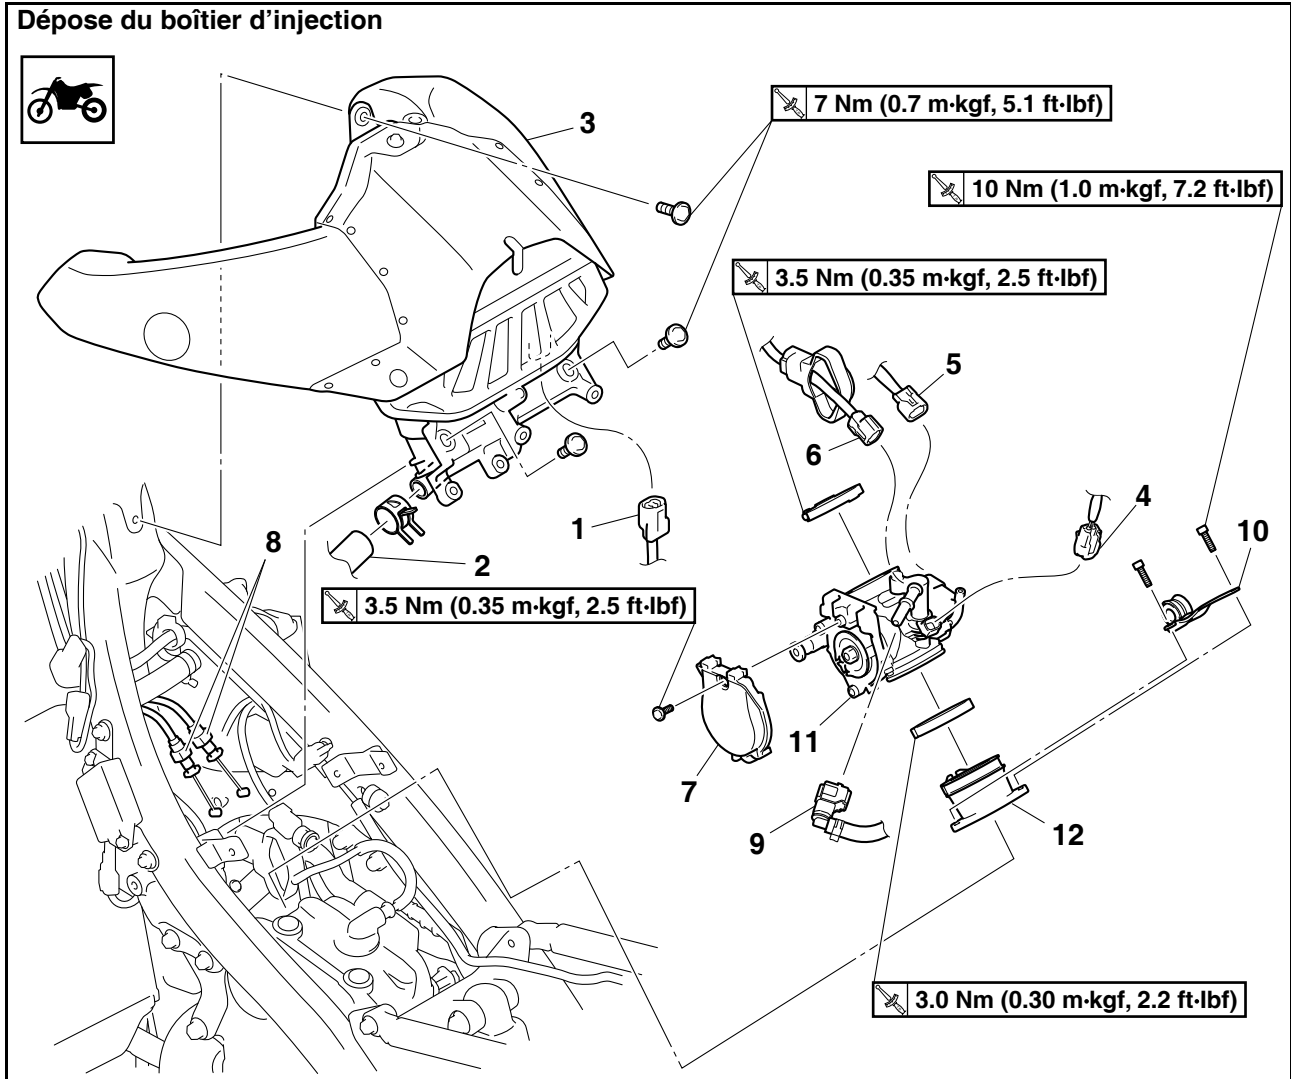 Dépose du boîtier d’injection
7 Nm (0.7 m·kgf, 5.1 ft·lbf)
3
10 Nm (1.0 m·kgf, 7.2 ft·lbf)
3.5 Nm (0.35 m·kgf, 2.5 ft·lbf)
5
6
4
1
10
8
2
3.5 Nm (0.35 m·kgf, 2.5 ft·lbf)
11
7
9
12
3.0 Nm (0.30 m·kgf, 2.2 ft·lbf)